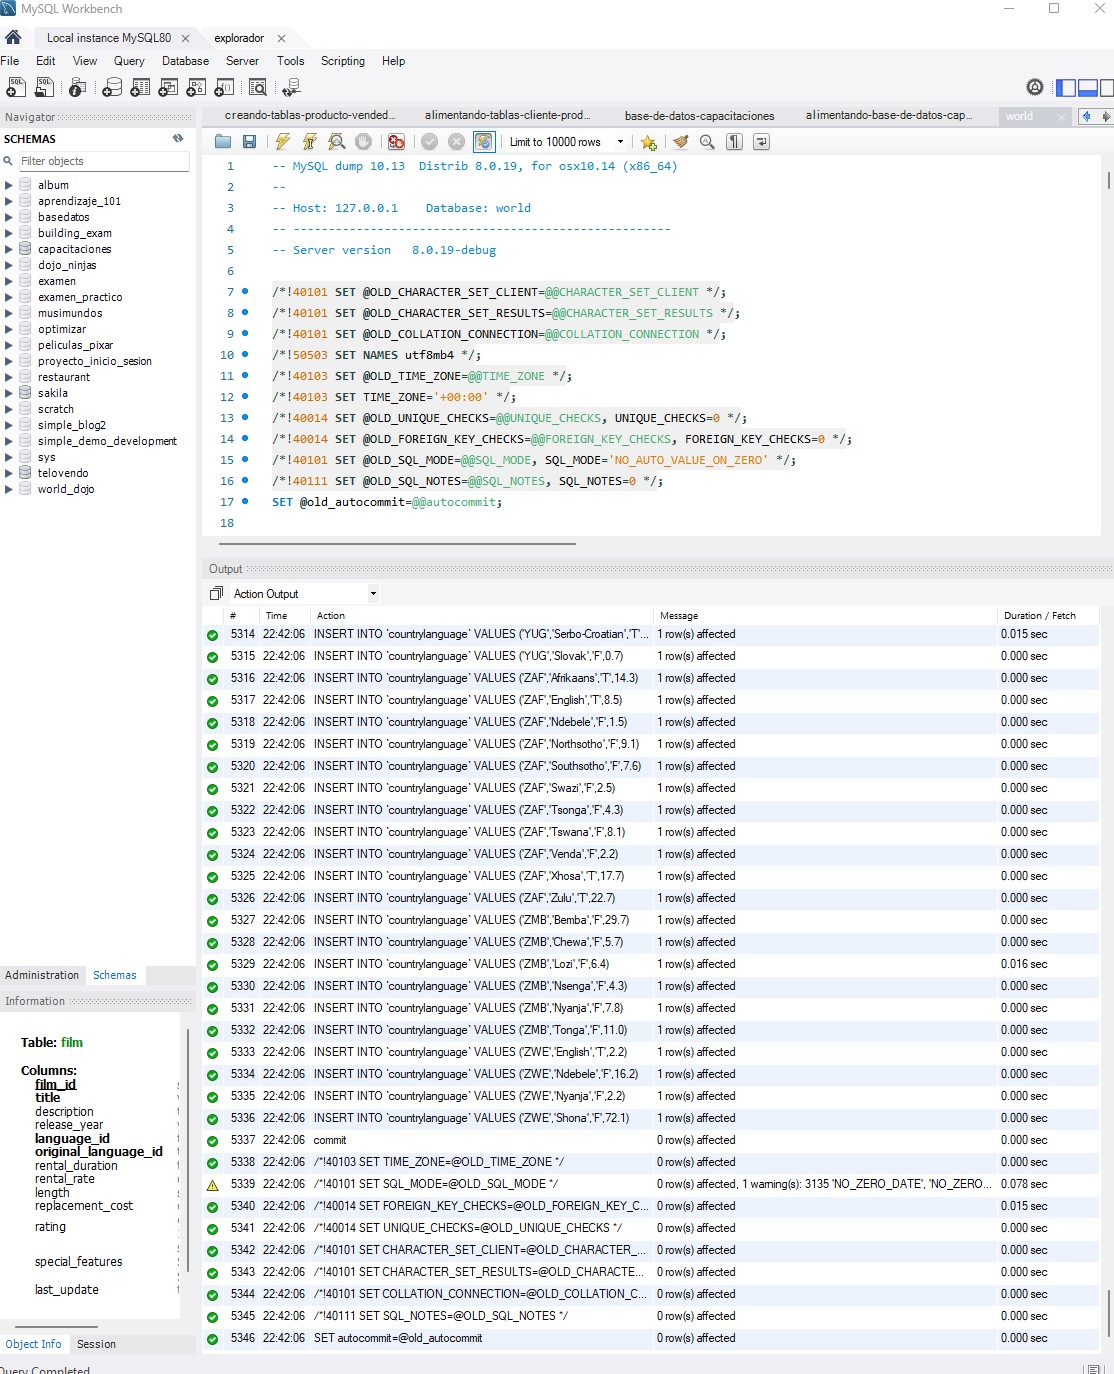 MySQL Workbench
Local instance MySQL80
explorador
File Edit View Query Database Server Tools Scripting Help
Navigator
SCHEMAS
Filter objects
album
aprendizaje_101
basedatos
building_exam
capacitaciones
dojo_ninjas
examen
examen_practico
musimundos
optimizar
peliculas_pixar
proyecto_inicio_sesion
restaurant
sakila
scratch
simple_blog2
simple_demo_development
sys
telovendo
world_dojo
Administration Schemas
Information
Table: film
Columns:
film_id
title
description
release_year
language_id
original_language_id
rental_duration
rental_rate
length
replacement_cost
rating
special_features
last_update
Object Info Session
Query Completed
creando-tablas-producto-vended... alimentando-tablas-cliente-prod... base-de-datos-capacitaciones alimentando-base-de-datos-cap... world
Limit to 10000 rows
1 -- MySQL dump 10.13  Distrib 8.0.19, for osx10.14 (x86_64)
2 --
3 -- Host: 127.0.0.1    Database: world
4 -- ------------------------------------------------------
5 -- Server version   8.0.19-debug
6
7 /*!40101 SET @OLD_CHARACTER_SET_CLIENT=@@CHARACTER_SET_CLIENT */;
8 /*!40101 SET @OLD_CHARACTER_SET_RESULTS=@@CHARACTER_SET_RESULTS */;
9 /*!40101 SET @OLD_COLLATION_CONNECTION=@@COLLATION_CONNECTION */;
10 /*!50503 SET NAMES utf8mb4 */;
11 /*!40103 SET @OLD_TIME_ZONE=@@TIME_ZONE */;
12 /*!40103 SET TIME_ZONE='+00:00' */;
13 /*!40014 SET @OLD_UNIQUE_CHECKS=@@UNIQUE_CHECKS, UNIQUE_CHECKS=0 */;
14 /*!40014 SET @OLD_FOREIGN_KEY_CHECKS=@@FOREIGN_KEY_CHECKS, FOREIGN_KEY_CHECKS=0 */;
15 /*!40101 SET @OLD_SQL_MODE=@@SQL_MODE, SQL_MODE='NO_AUTO_VALUE_ON_ZERO' */;
16 /*!40111 SET @OLD_SQL_NOTES=@@SQL_NOTES, SQL_NOTES=0 */;
17 SET @old_autocommit=@@autocommit;
18
Output
Action Output
# Time Action Message Duration / Fetch
5314 22:42:06 INSERT INTO `countrylanguage` VALUES ('YUG','Serbo-Croatian','T'... 1 row(s) affected 0.015 sec
5315 22:42:06 INSERT INTO `countrylanguage` VALUES ('YUG','Slovak','F',0.7) 1 row(s) affected 0.000 sec
5316 22:42:06 INSERT INTO `countrylanguage` VALUES ('ZAF','Afrikaans','T',14.3) 1 row(s) affected 0.000 sec
5317 22:42:06 INSERT INTO `countrylanguage` VALUES ('ZAF','English','T',8.5) 1 row(s) affected 0.000 sec
5318 22:42:06 INSERT INTO `countrylanguage` VALUES ('ZAF','Ndebele','F',1.5) 1 row(s) affected 0.000 sec
5319 22:42:06 INSERT INTO `countrylanguage` VALUES ('ZAF','Northsotho','F',9.1) 1 row(s) affected 0.000 sec
5320 22:42:06 INSERT INTO `countrylanguage` VALUES ('ZAF','Southsotho','F',7.6) 1 row(s) affected 0.000 sec
5321 22:42:06 INSERT INTO `countrylanguage` VALUES ('ZAF','Swazi','F',2.5) 1 row(s) affected 0.000 sec
5322 22:42:06 INSERT INTO `countrylanguage` VALUES ('ZAF','Tsonga','F',4.3) 1 row(s) affected 0.000 sec
5323 22:42:06 INSERT INTO `countrylanguage` VALUES ('ZAF','Tswana','F',8.1) 1 row(s) affected 0.000 sec
5324 22:42:06 INSERT INTO `countrylanguage` VALUES ('ZAF','Venda','F',2.2) 1 row(s) affected 0.000 sec
5325 22:42:06 INSERT INTO `countrylanguage` VALUES ('ZAF','Xhosa','T',17.7) 1 row(s) affected 0.000 sec
5326 22:42:06 INSERT INTO `countrylanguage` VALUES ('ZAF','Zulu','T',22.7) 1 row(s) affected 0.000 sec
5327 22:42:06 INSERT INTO `countrylanguage` VALUES ('ZMB','Bemba','F',29.7) 1 row(s) affected 0.000 sec
5328 22:42:06 INSERT INTO `countrylanguage` VALUES ('ZMB','Chewa','F',5.7) 1 row(s) affected 0.000 sec
5329 22:42:06 INSERT INTO `countrylanguage` VALUES ('ZMB','Lozi','F',6.4) 1 row(s) affected 0.016 sec
5330 22:42:06 INSERT INTO `countrylanguage` VALUES ('ZMB','Nsenga','F',4.3) 1 row(s) affected 0.000 sec
5331 22:42:06 INSERT INTO `countrylanguage` VALUES ('ZMB','Nyanja','F',7.8) 1 row(s) affected 0.000 sec
5332 22:42:06 INSERT INTO `countrylanguage` VALUES ('ZMB','Tonga','F',11.0) 1 row(s) affected 0.000 sec
5333 22:42:06 INSERT INTO `countrylanguage` VALUES ('ZWE','English','T',2.2) 1 row(s) affected 0.000 sec
5334 22:42:06 INSERT INTO `countrylanguage` VALUES ('ZWE','Ndebele','F',16.2) 1 row(s) affected 0.000 sec
5335 22:42:06 INSERT INTO `countrylanguage` VALUES ('ZWE','Nyanja','F',2.2) 1 row(s) affected 0.000 sec
5336 22:42:06 INSERT INTO `countrylanguage` VALUES ('ZWE','Shona','F',72.1) 1 row(s) affected 0.000 sec
5337 22:42:06 commit 0 row(s) affected 0.000 sec
5338 22:42:06 /*!40103 SET TIME_ZONE=@OLD_TIME_ZONE */ 0 row(s) affected 0.000 sec
5339 22:42:06 /*!40101 SET SQL_MODE=@OLD_SQL_MODE */ 0 row(s) affected, 1 warning(s): 3135 'NO_ZERO_DATE', 'NO_ZERO... 0.078 sec
5340 22:42:06 /*!40014 SET FOREIGN_KEY_CHECKS=@OLD_FOREIGN_KEY_C... 0 row(s) affected 0.015 sec
5341 22:42:06 /*!40014 SET UNIQUE_CHECKS=@OLD_UNIQUE_CHECKS */ 0 row(s) affected 0.000 sec
5342 22:42:06 /*!40101 SET CHARACTER_SET_CLIENT=@OLD_CHARACTER_... 0 row(s) affected 0.000 sec
5343 22:42:06 /*!40101 SET CHARACTER_SET_RESULTS=@OLD_CHARACTE... 0 row(s) affected 0.000 sec
5344 22:42:06 /*!40101 SET COLLATION_CONNECTION=@OLD_COLLATION_C... 0 row(s) affected 0.000 sec
5345 22:42:06 /*!40111 SET SQL_NOTES=@OLD_SQL_NOTES */ 0 row(s) affected 0.000 sec
5346 22:42:06 SET autocommit=@old_autocommit 0 row(s) affected 0.000 sec